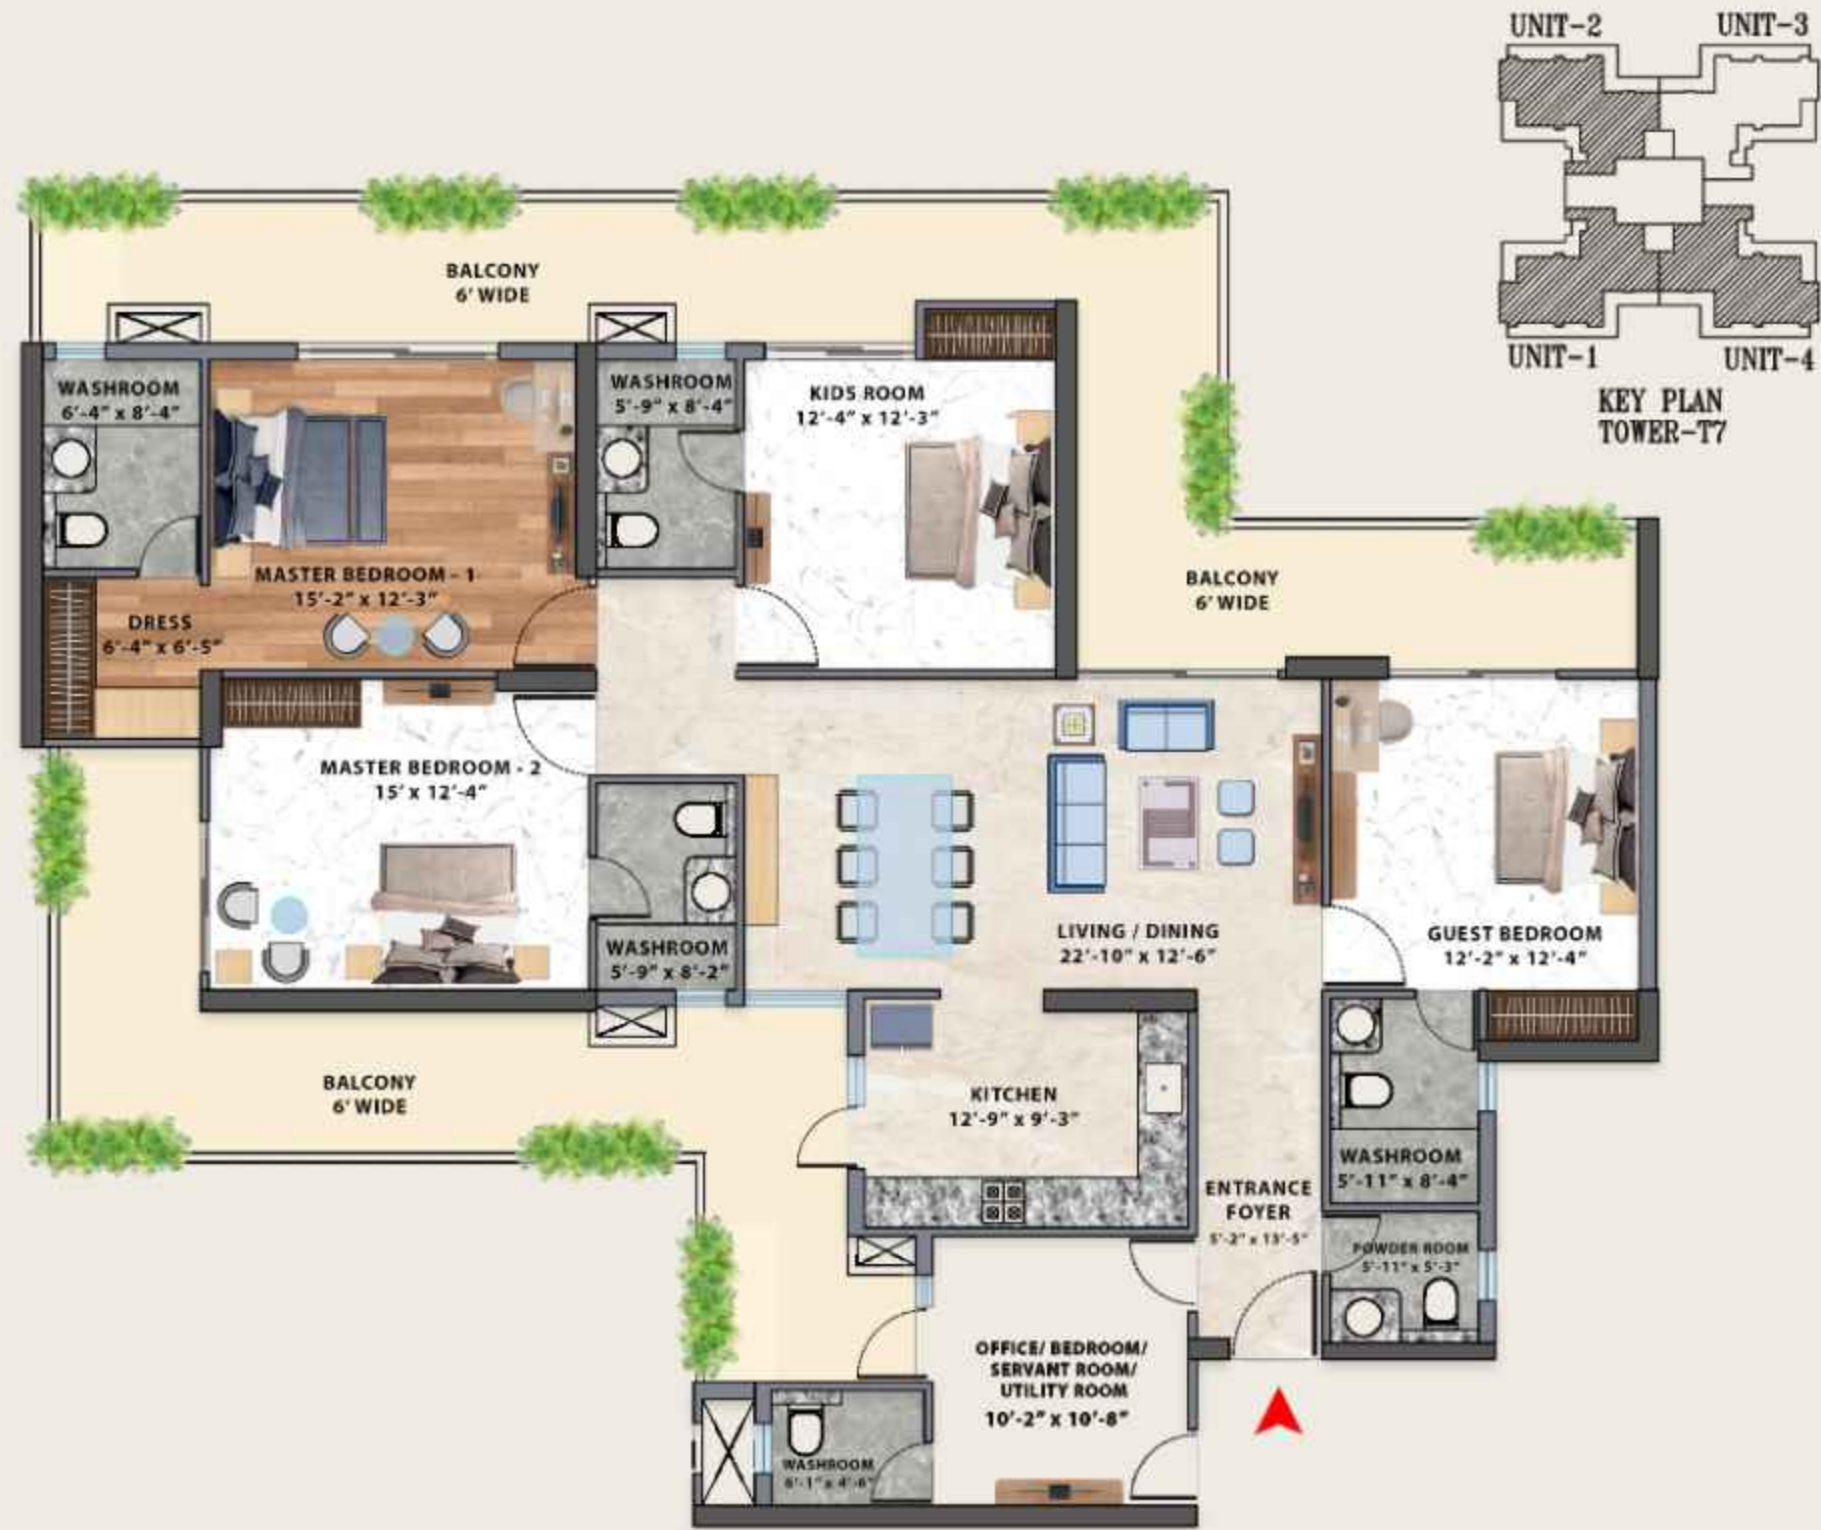 UNIT-2
UNIT-3
UNIT-1
UNIT-4
KEY PLAN
TOWER-T7
BALCONY
6' WIDE
WASHROOM
6'-4" x 8'-4"
WASHROOM
5'-9" x 8'-4"
KIDS ROOM
12'-4" x 12'-3"
MASTER BEDROOM - 1
15'-2" x 12'-3"
DRESS
6'-4" x 6'-5"
BALCONY
6' WIDE
MASTER BEDROOM - 2
15' x 12'-4"
WASHROOM
5'-9" x 8'-2"
LIVING / DINING
22'-10" x 12'-6"
GUEST BEDROOM
12'-2" x 12'-4"
BALCONY
6' WIDE
KITCHEN
12'-9" x 9'-3"
WASHROOM
5'-11" x 8'-4"
ENTRANCE
FOYER
5'-2" x 13'-5"
POWDER ROOM
5'-11" x 5'-3"
OFFICE/ BEDROOM/
SERVANT ROOM/
UTILITY ROOM
10'-2" x 10'-8"
WASHROOM
6'-1" x 4'-6"